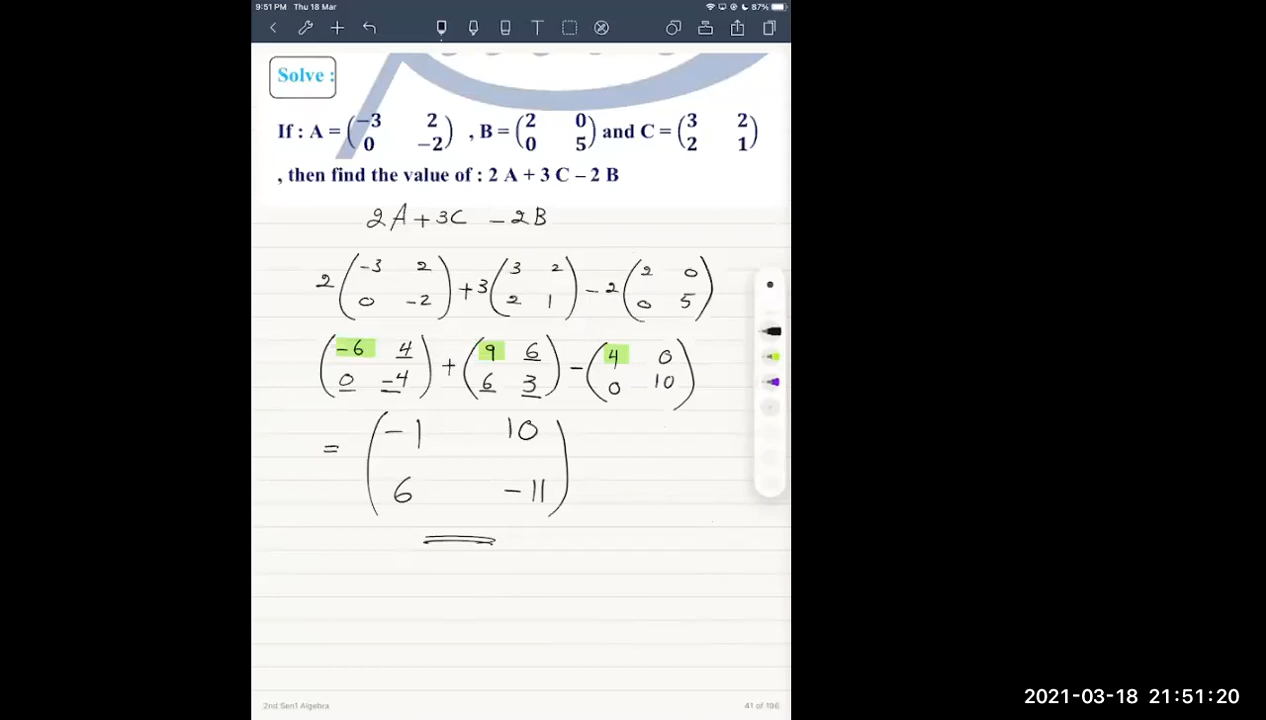 9:51 PM Thu 18 Mar 87%
T
Solve :
If : A = (−3 2 , B = (2 0) and C = (3 2)
0 −2) 0 5 2 1
, then find the value of : 2 A + 3 C – 2 B
2A + 3C - 2B
2 (-3 2) + 3 (3 2) - 2 (2 0)
0 -2 2 1 0 5
(-6 4) + (9 6) - (4 0)
0 -4 6 3 0 10
= (-1 10)
6 -11
2nd Sen1 Algebra 41 of 196
2021-03-18 21:51:20